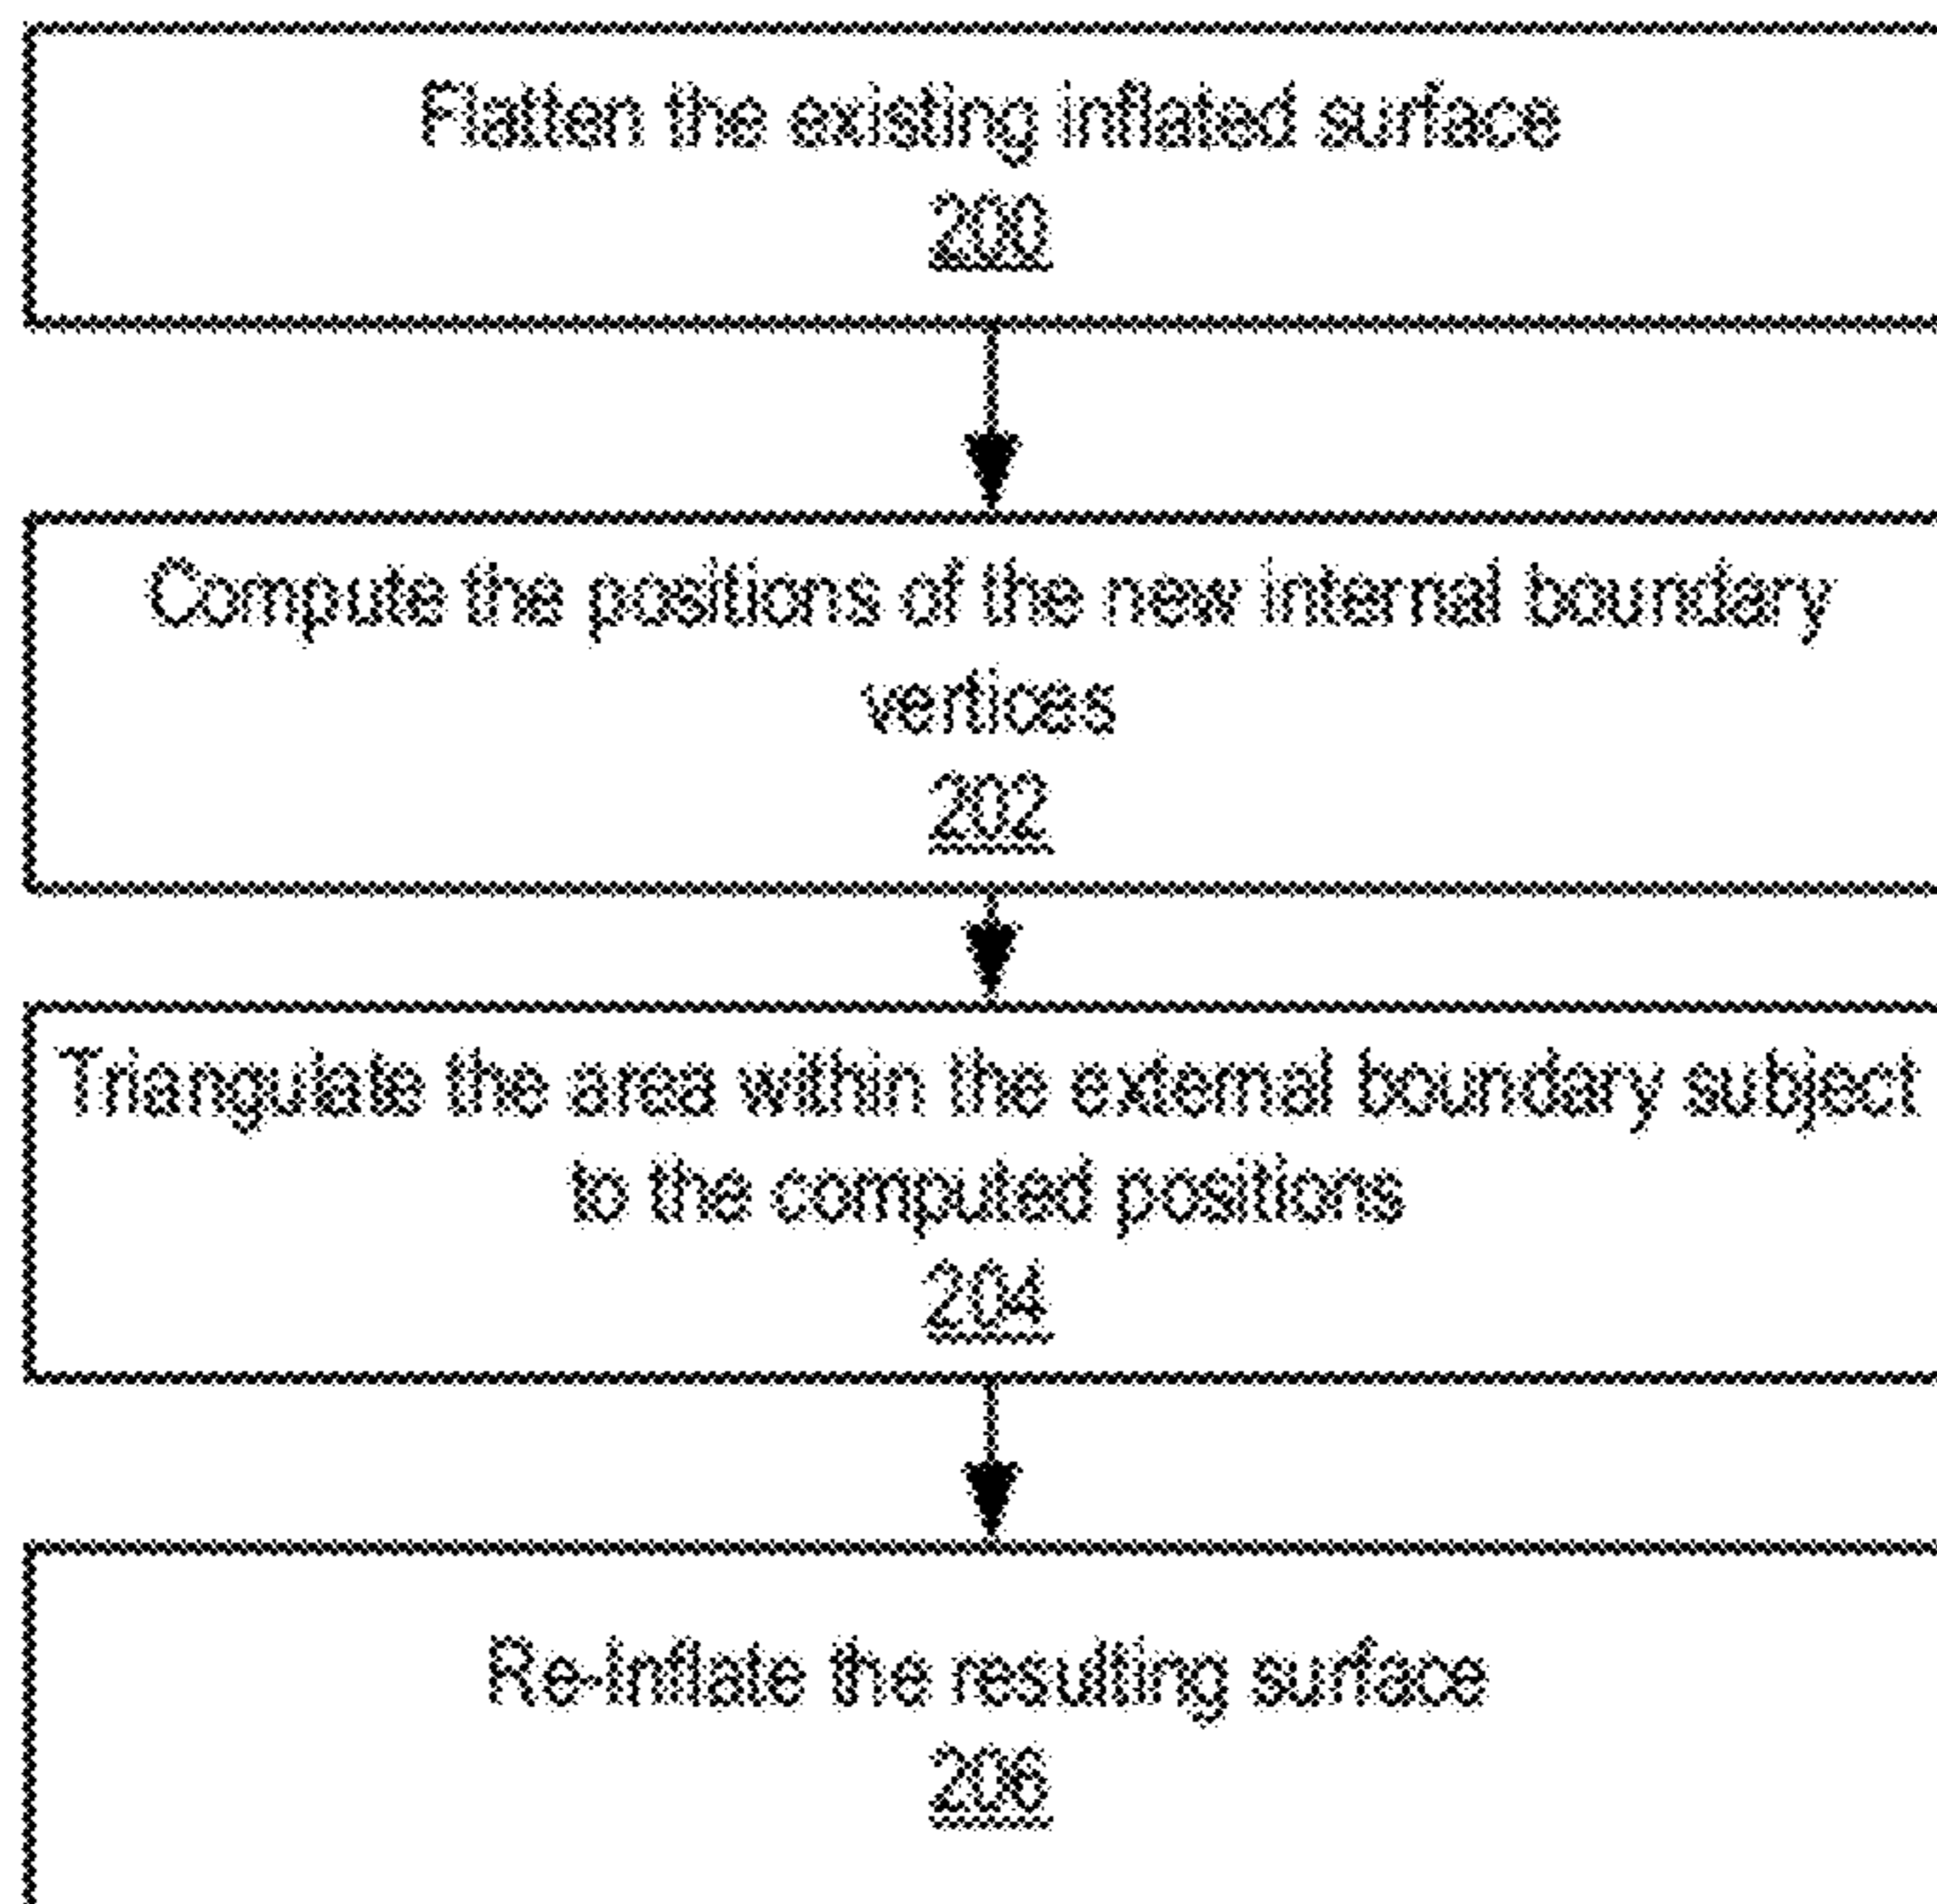 Flatten the existing inflated surface
200
Compute the positions of the new internal boundary
vertices
202
Triangulate the area within the external boundary subject
to the computed positions
204
Re-inflate the resulting surface
206